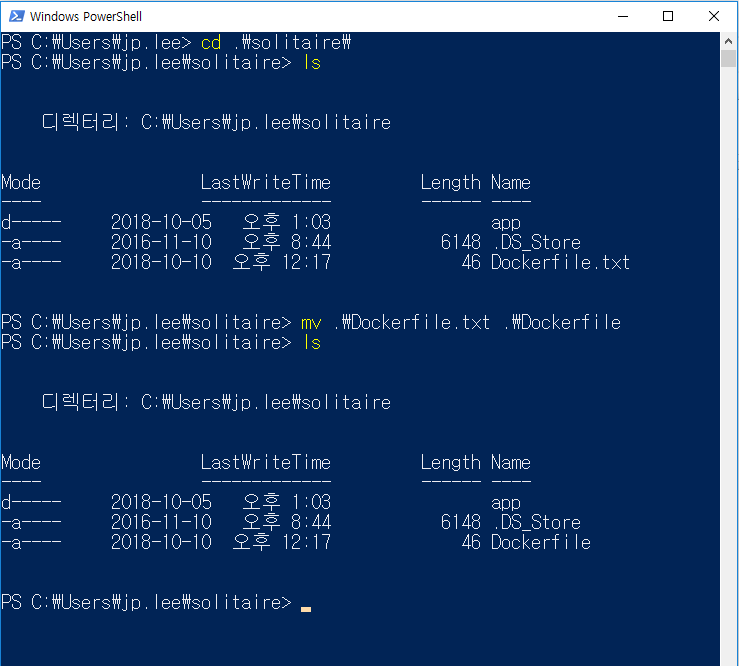 Windows PowerShell
PS C:₩Users₩jp.lee> cd .₩solitaire₩
PS C:₩Users₩jp.lee₩solitaire> ls
디렉터리: C:₩Users₩jp.lee₩solitaire
Mode LastWriteTime Length Name
---- ------------- ------ ----
d----- 2018-10-05 오후 1:03 app
-a---- 2016-11-10 오후 8:44 6148 .DS_Store
-a---- 2018-10-10 오후 12:17 46 Dockerfile.txt
PS C:₩Users₩jp.lee₩solitaire> mv .₩Dockerfile.txt .₩Dockerfile
PS C:₩Users₩jp.lee₩solitaire> ls
디렉터리: C:₩Users₩jp.lee₩solitaire
Mode LastWriteTime Length Name
---- ------------- ------ ----
d----- 2018-10-05 오후 1:03 app
-a---- 2016-11-10 오후 8:44 6148 .DS_Store
-a---- 2018-10-10 오후 12:17 46 Dockerfile
PS C:₩Users₩jp.lee₩solitaire>